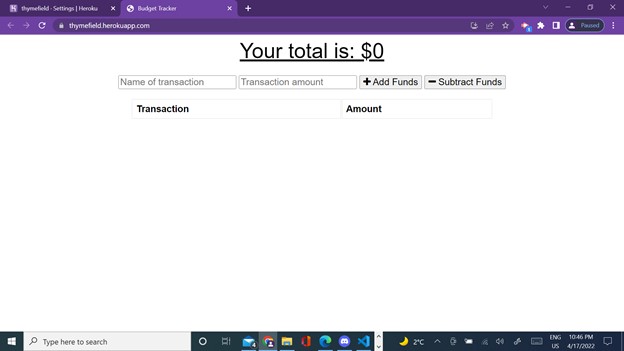 thymefield - Settings | Heroku
Budget Tracker
thymefield.herokuapp.com
Paused
Your total is: $0
Name of transaction
Transaction amount
Add Funds
Subtract Funds
Transaction
Amount
Type here to search
4
2°C
ENG
US
10:46 PM
4/17/2022